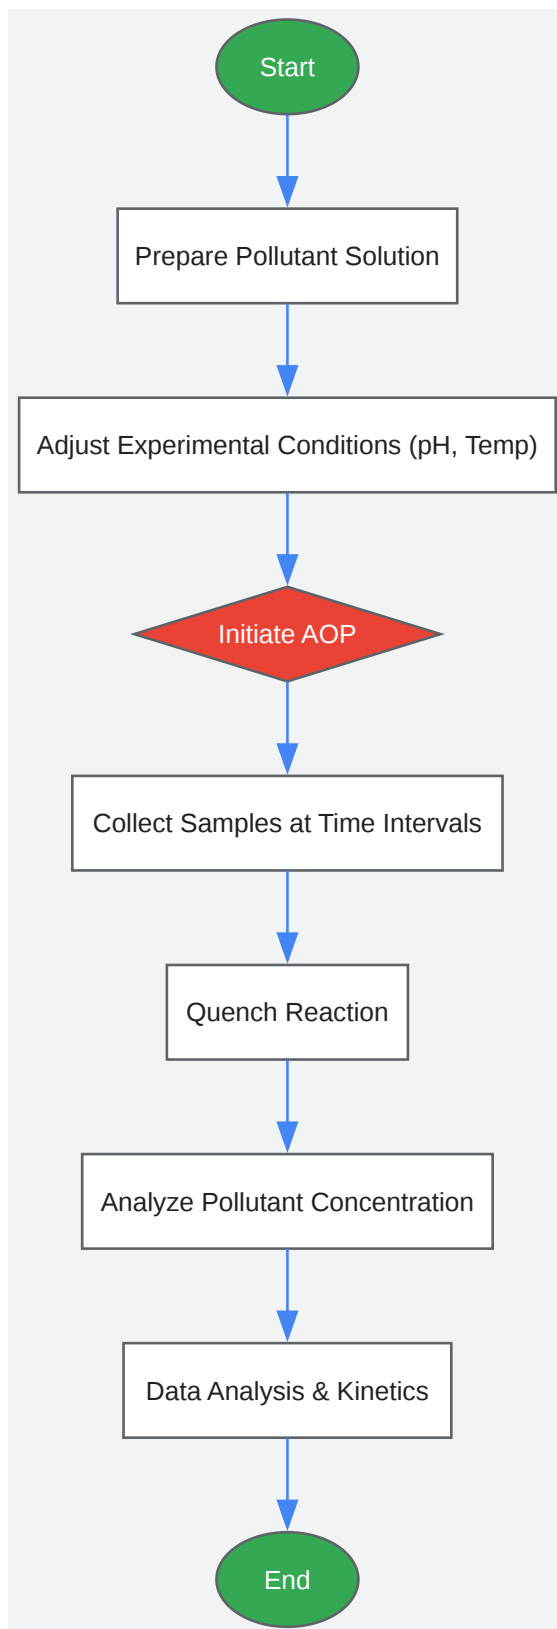 Start
Prepare Pollutant Solution
Adjust Experimental Conditions (pH, Temp)
Initiate AOP
Collect Samples at Time Intervals
Quench Reaction
Analyze Pollutant Concentration
Data Analysis & Kinetics
End